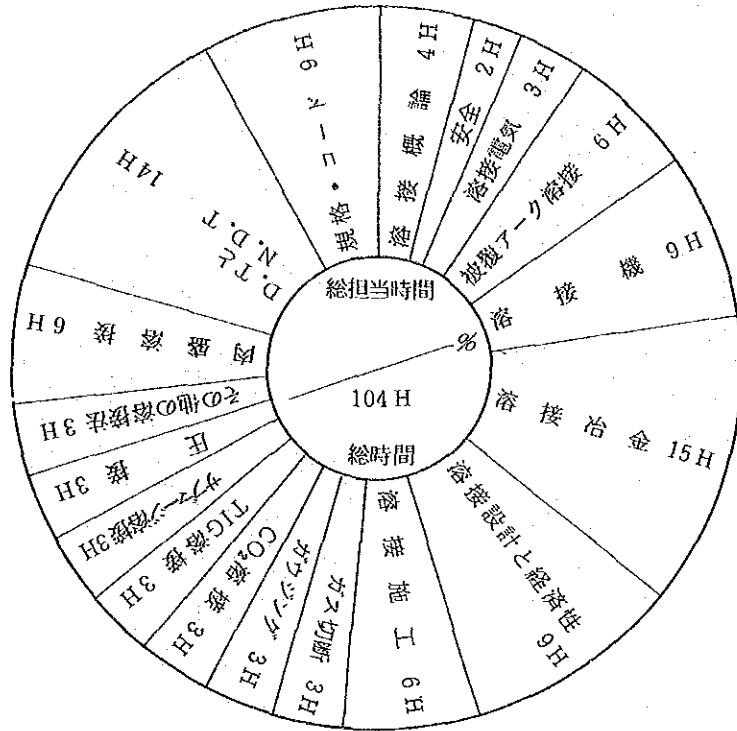 溶接概論 4H
安全 2H
溶接電気 3H
被覆アーク溶接 6H
溶接機 9H
溶接冶金 15H
溶接設計と経済性 9H
溶接施工 6H
ガス切断 3H
ガウジング 3H
CO₂溶接 3H
TIG溶接 3H
サブマージ溶接3H
圧接 3H
その他の溶接法 3H
肉盛溶接 6H
D.Tと
N.D.T 14H
規格・コード 9H
総担当時間
%
104 H
総時間